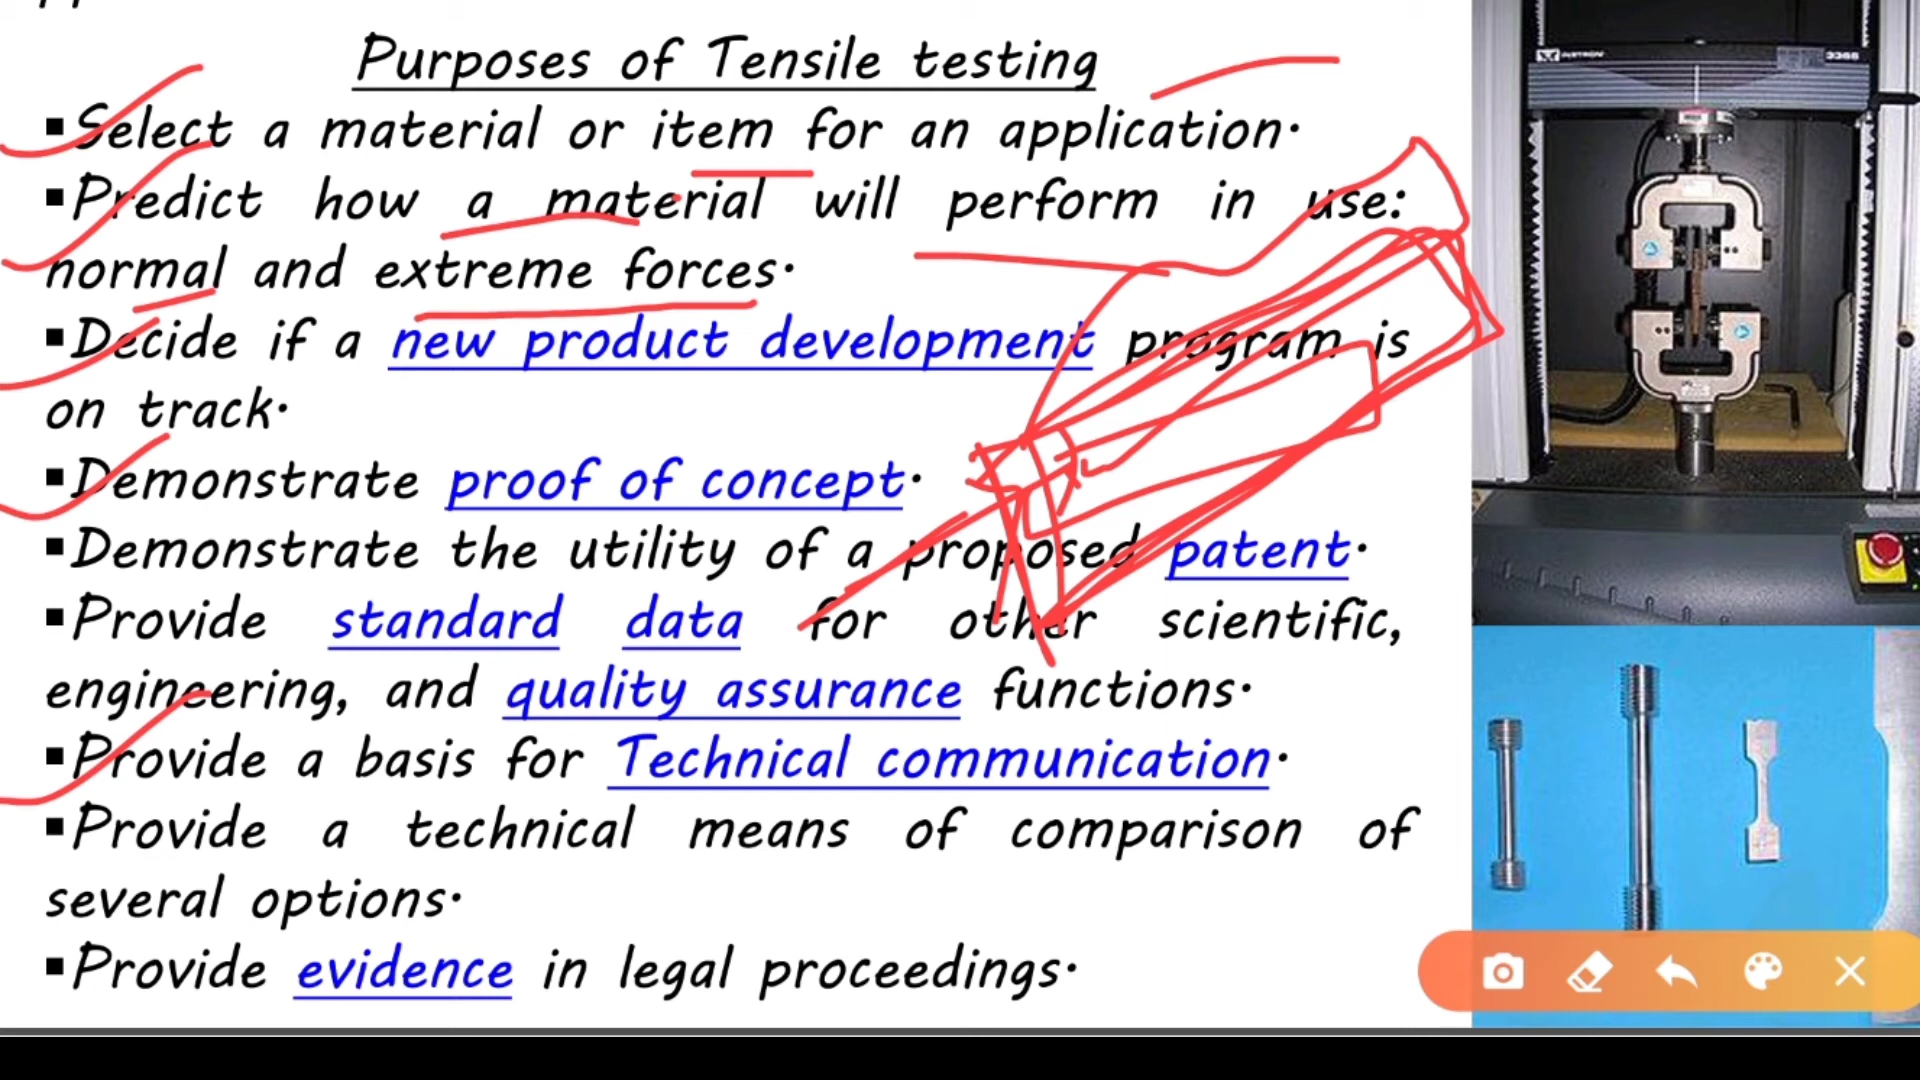 Purposes of Tensile testing
▪Select a material or item for an application.
▪Predict how a material will perform in use:
normal and extreme forces.
▪Decide if a new product development program is
on track.
▪Demonstrate proof of concept.
▪Demonstrate the utility of a proposed patent.
▪Provide standard data for other scientific,
engineering, and quality assurance functions.
▪Provide a basis for Technical communication.
▪Provide a technical means of comparison of
several options.
▪Provide evidence in legal proceedings.
INSTRON
3365